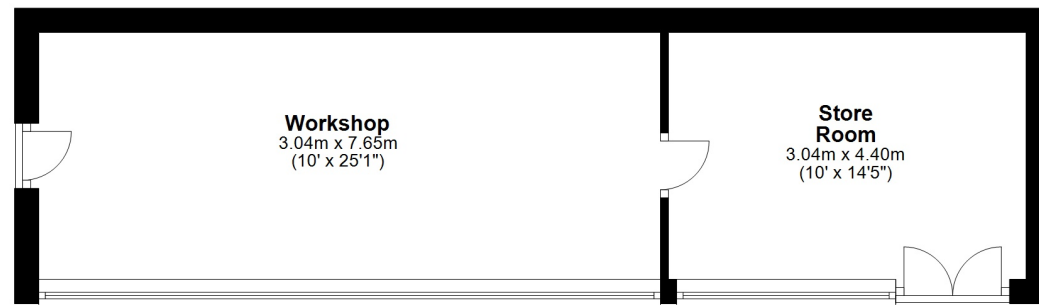 Workshop
3.04m x 7.65m
(10' x 25'1")
Store
Room
3.04m x 4.40m
(10' x 14'5")